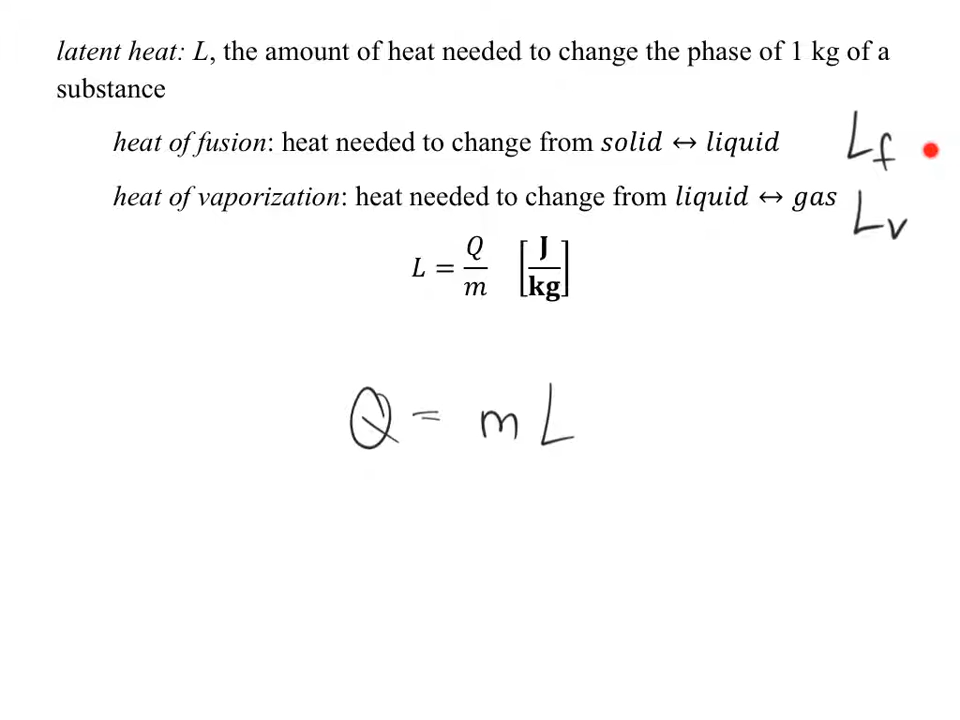 latent heat: L, the amount of heat needed to change the phase of 1 kg of a
substance
heat of fusion: heat needed to change from solid ↔ liquid L_f
heat of vaporization: heat needed to change from liquid ↔ gas L_v
L = Q/m [J/kg]
Q = mL